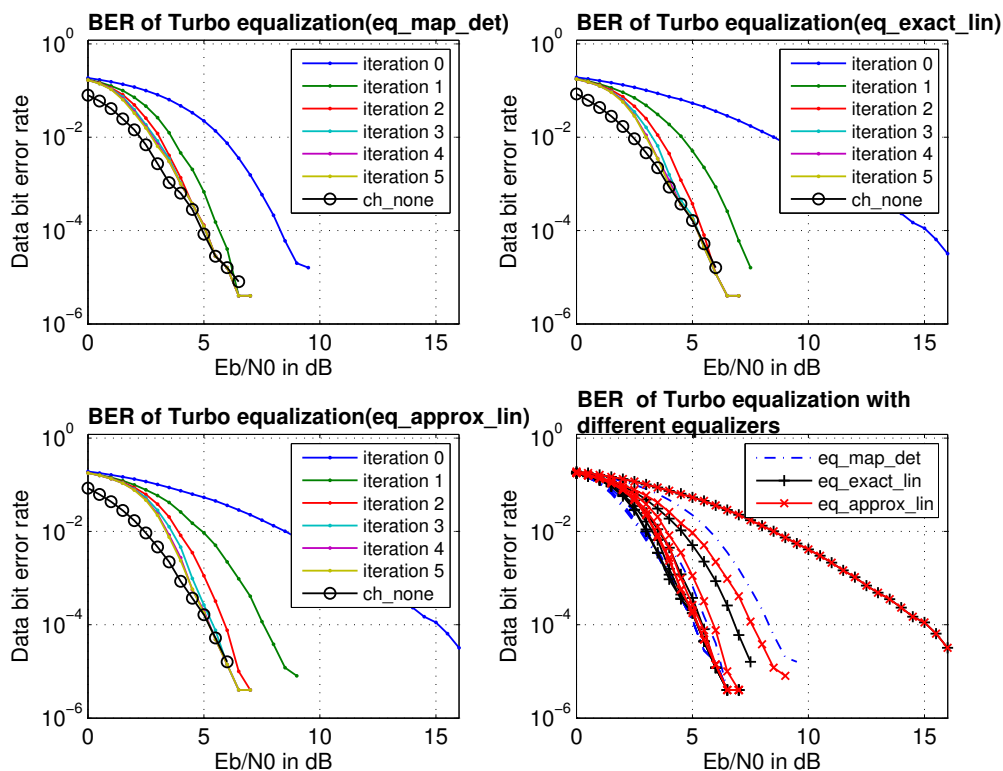 BER of Turbo equalization(eq_map_det)
10^0
10^−2
10^−4
10^−6
Data bit error rate
0 5 10 15
Eb/N0 in dB
iteration 0
iteration 1
iteration 2
iteration 3
iteration 4
iteration 5
ch_none
BER of Turbo equalization(eq_exact_lin)
10^0
10^−2
10^−4
10^−6
Data bit error rate
0 5 10 15
Eb/N0 in dB
iteration 0
iteration 1
iteration 2
iteration 3
iteration 4
iteration 5
ch_none
BER of Turbo equalization(eq_approx_lin)
10^0
10^−2
10^−4
10^−6
Data bit error rate
0 5 10 15
Eb/N0 in dB
iteration 0
iteration 1
iteration 2
iteration 3
iteration 4
iteration 5
ch_none
BER of Turbo equalization with
different equalizers
10^0
10^−2
10^−4
10^−6
Data bit error rate
0 5 10 15
Eb/N0 in dB
eq_map_det
eq_exact_lin
eq_approx_lin